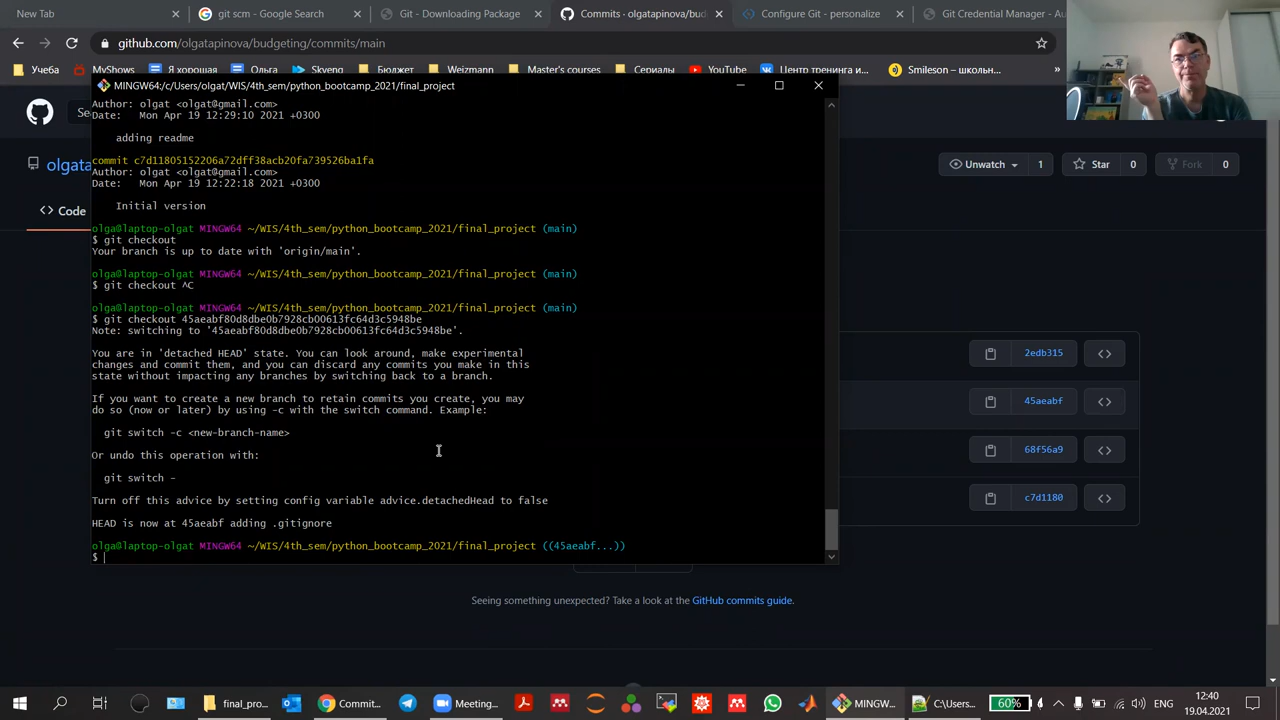 New Tab
git scm - Google Search
Git - Downloading Package
Commits · olgatapinova/bud
Configure Git - personalize
Git Credential Manager - Au
github.com/olgatapinova/budgeting/commits/main
Учеба
MyShows
Я хорошая
Ольга
Skyeng
Бюджет
Weizmann
Master's courses
Сериалы
YouTube
Центр тренинга и...
Smileson – школьн...
MINGW64:/c/Users/olgat/WIS/4th_sem/python_bootcamp_2021/final_project
Author: olgat <olgat@gmail.com>
Date:   Mon Apr 19 12:29:10 2021 +0300
adding readme
commit c7d11805152206a72dff38acb20fa739526ba1fa
Author: olgat <olgat@gmail.com>
Date:   Mon Apr 19 12:22:18 2021 +0300
Initial version
olga@laptop-olgat MINGW64 ~/WIS/4th_sem/python_bootcamp_2021/final_project (main)
$ git checkout
Your branch is up to date with 'origin/main'.
olga@laptop-olgat MINGW64 ~/WIS/4th_sem/python_bootcamp_2021/final_project (main)
$ git checkout ^C
olga@laptop-olgat MINGW64 ~/WIS/4th_sem/python_bootcamp_2021/final_project (main)
$ git checkout 45aeabf80d8dbe0b7928cb00613fc64d3c5948be
Note: switching to '45aeabf80d8dbe0b7928cb00613fc64d3c5948be'.
You are in 'detached HEAD' state. You can look around, make experimental
changes and commit them, and you can discard any commits you make in this
state without impacting any branches by switching back to a branch.
If you want to create a new branch to retain commits you create, you may
do so (now or later) by using -c with the switch command. Example:
git switch -c <new-branch-name>
Or undo this operation with:
git switch -
Turn off this advice by setting config variable advice.detachedHead to false
HEAD is now at 45aeabf adding .gitignore
olga@laptop-olgat MINGW64 ~/WIS/4th_sem/python_bootcamp_2021/final_project ((45aeabf...))
$
Se
olgata
Unwatch
1
Star
0
Fork
0
Code
2edb315
45aeabf
68f56a9
c7d1180
Seeing something unexpected? Take a look at the GitHub commits guide.
final_pro...
Commit...
Meeting...
MINGW...
C:\Users...
60%
ENG
12:40
19.04.2021